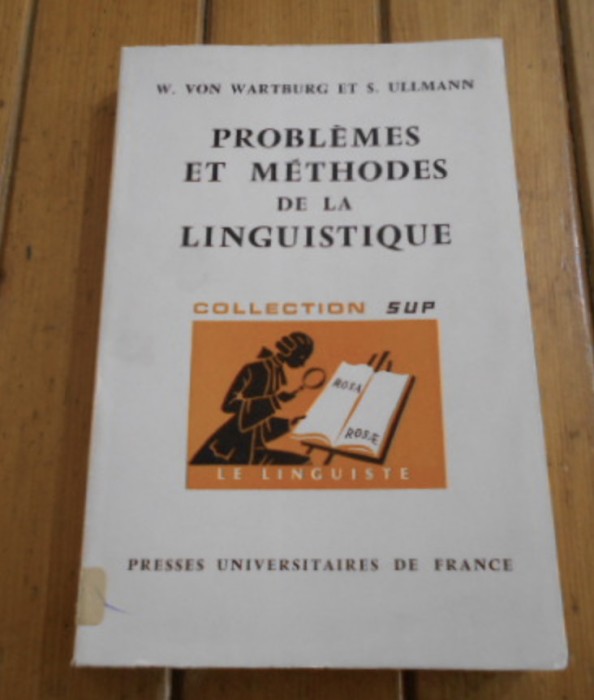 W. VON WARTBURG ET S. ULLMANN
PROBLÈMES
ET MÉTHODES
DE LA
LINGUISTIQUE
COLLECTION SUP
ROSA
ROSÆ
LE LINGUISTE
PRESSES UNIVERSITAIRES DE FRANCE